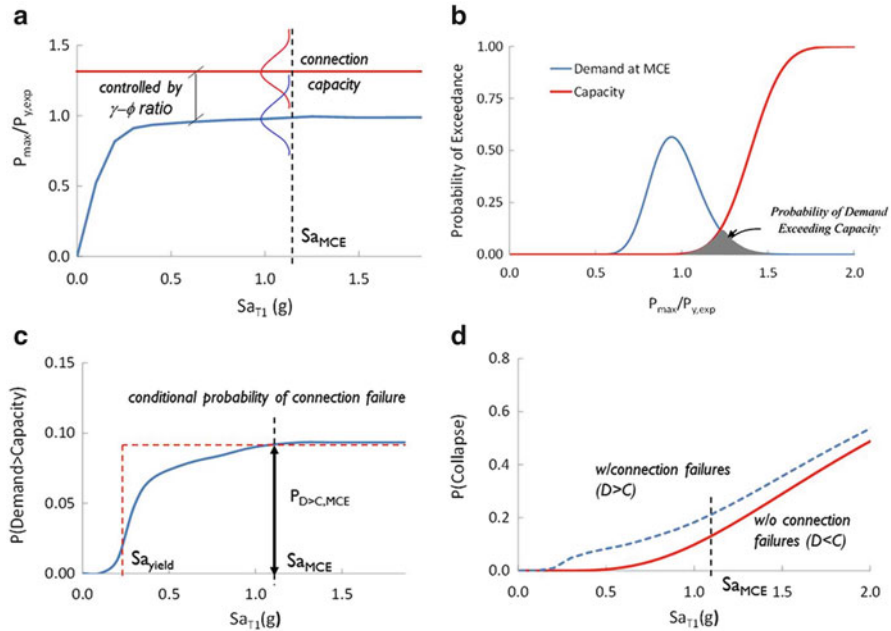 a
1.5
1.0
0.5
0.0
P_max/P_y,exp
controlled by
γ–ϕ ratio
connection
capacity
Sa_MCE
0.0 0.5 1.0 1.5
Sa_T1 (g)
b
1.00
0.75
0.50
0.25
0.00
Probability of Exceedance
Demand at MCE
Capacity
Probability of Demand
Exceeding Capacity
0.0 0.5 1.0 1.5 2.0
P_max/P_y,exp
c
0.15
0.10
0.05
0.00
P(Demand>Capacity)
conditional probability of connection failure
P_D>C,MCE
Sa_yield
Sa_MCE
0.0 0.5 1.0 1.5
Sa_T1(g)
d
0.8
0.6
0.4
0.2
0.0
P(Collapse)
w/connection failures
(D>C)
w/o connection
failures (D<C)
Sa_MCE
0.0 0.5 1.0 1.5 2.0
Sa_T1(g)